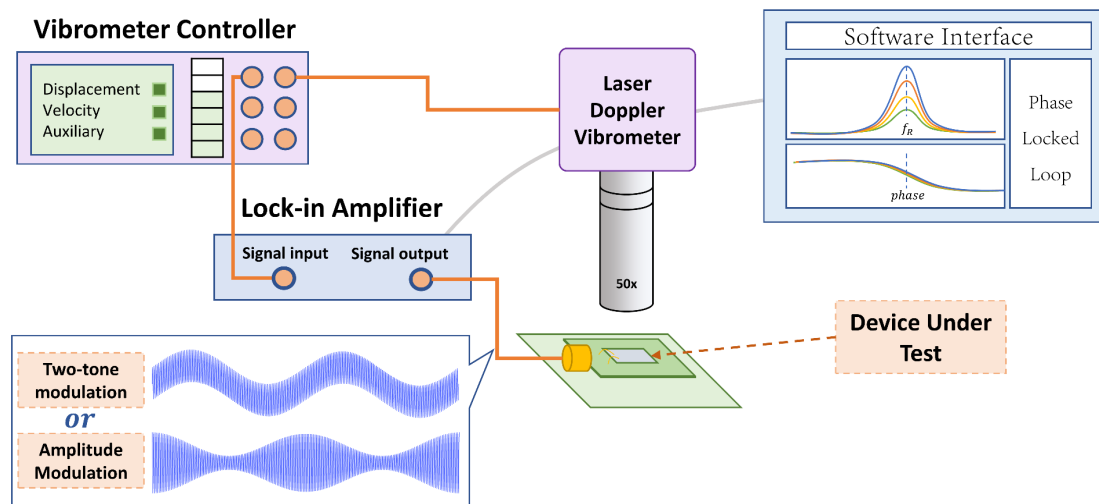 Vibrometer Controller
Displacement
Velocity
Auxiliary
Laser
Doppler
Vibrometer
Software Interface
f_R
phase
Phase
Locked
Loop
Lock-in Amplifier
Signal input
Signal output
50x
Device Under
Test
Two-tone
modulation
or
Amplitude
Modulation